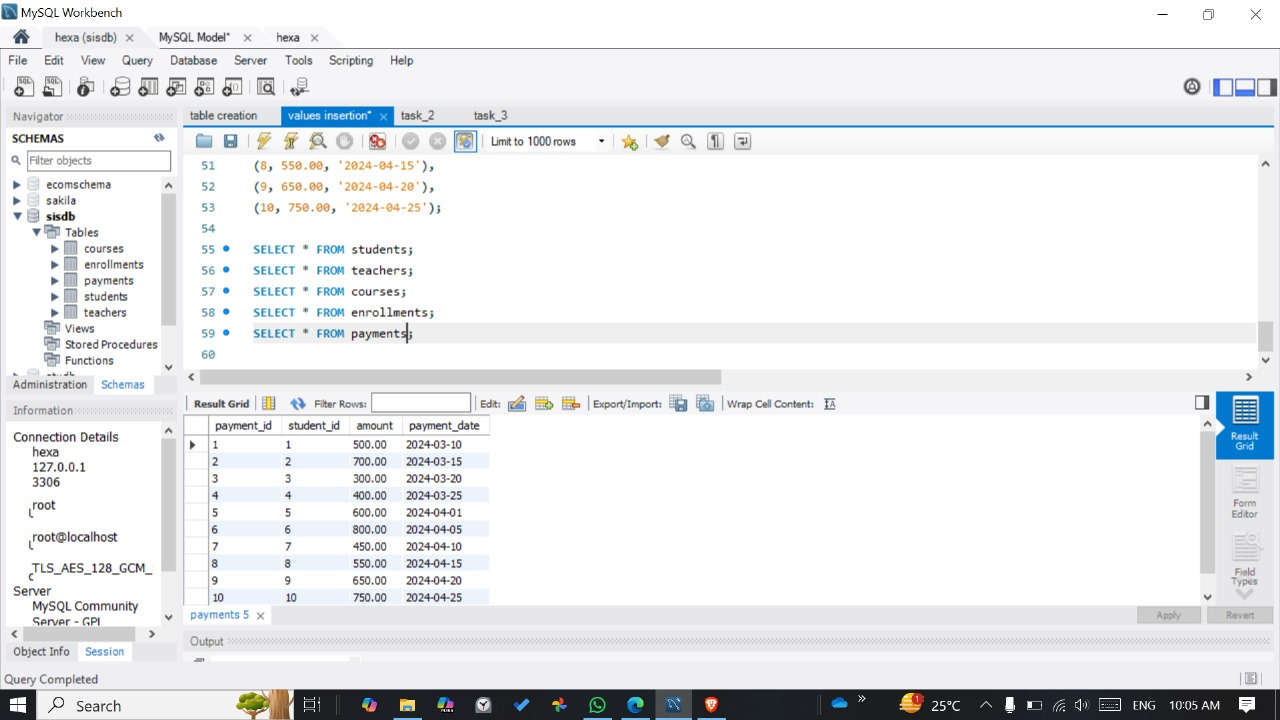 MySQL Workbench
hexa (sisdb)
MySQL Model*
hexa
File Edit View Query Database Server Tools Scripting Help
Navigator
SCHEMAS
Filter objects
ecomschema
sakila
sisdb
Tables
courses
enrollments
payments
students
teachers
Views
Stored Procedures
Functions
Administration Schemas
Information
Connection Details
hexa
127.0.0.1
3306
root
root@localhost
TLS_AES_128_GCM_
Server
MySQL Community
Server - GPL
Object Info Session
table creation values insertion* task_2 task_3
Limit to 1000 rows
51 (8, 550.00, '2024-04-15'),
52 (9, 650.00, '2024-04-20'),
53 (10, 750.00, '2024-04-25');
54
55 SELECT * FROM students;
56 SELECT * FROM teachers;
57 SELECT * FROM courses;
58 SELECT * FROM enrollments;
59 SELECT * FROM payments;
60
Result Grid Filter Rows: Edit: Export/Import: Wrap Cell Content:
payment_id student_id amount payment_date
1 1 500.00 2024-03-10
2 2 700.00 2024-03-15
3 3 300.00 2024-03-20
4 4 400.00 2024-03-25
5 5 600.00 2024-04-01
6 6 800.00 2024-04-05
7 7 450.00 2024-04-10
8 8 550.00 2024-04-15
9 9 650.00 2024-04-20
10 10 750.00 2024-04-25
Result
Grid
Form
Editor
Field
Types
payments 5
Apply Revert
Output
Query Completed
Search
1
25°C
ENG
10:05 AM